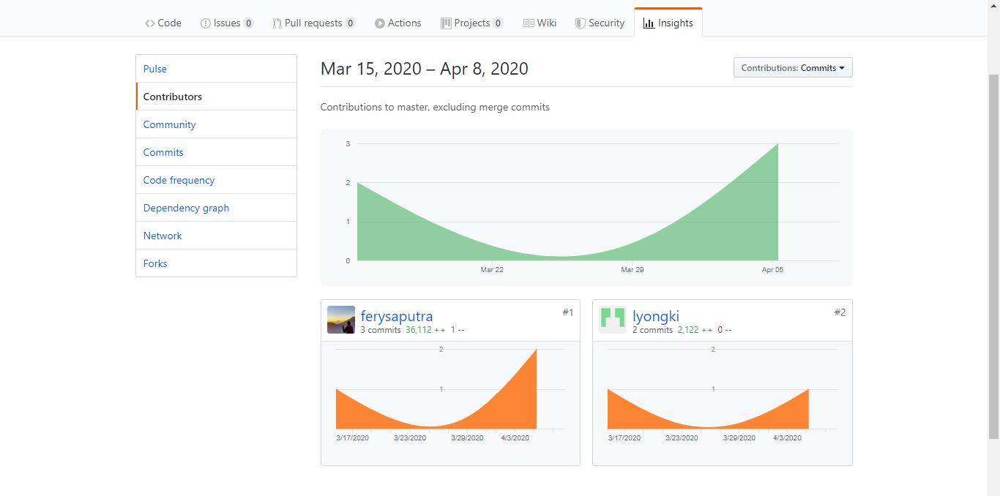 Code Issues 0 Pull requests 0 Actions Projects 0 Wiki Security Insights
Pulse
Contributors
Community
Commits
Code frequency
Dependency graph
Network
Forks
Mar 15, 2020 – Apr 8, 2020
Contributions: Commits
Contributions to master, excluding merge commits
3
2
1
0
Mar 22 Mar 29 Apr 05
ferysaputra #1
3 commits 36,112 ++ 1 --
2
1
3/17/2020 3/23/2020 3/29/2020 4/3/2020
lyongki #2
2 commits 2,122 ++ 0 --
2
1
3/17/2020 3/23/2020 3/29/2020 4/3/2020